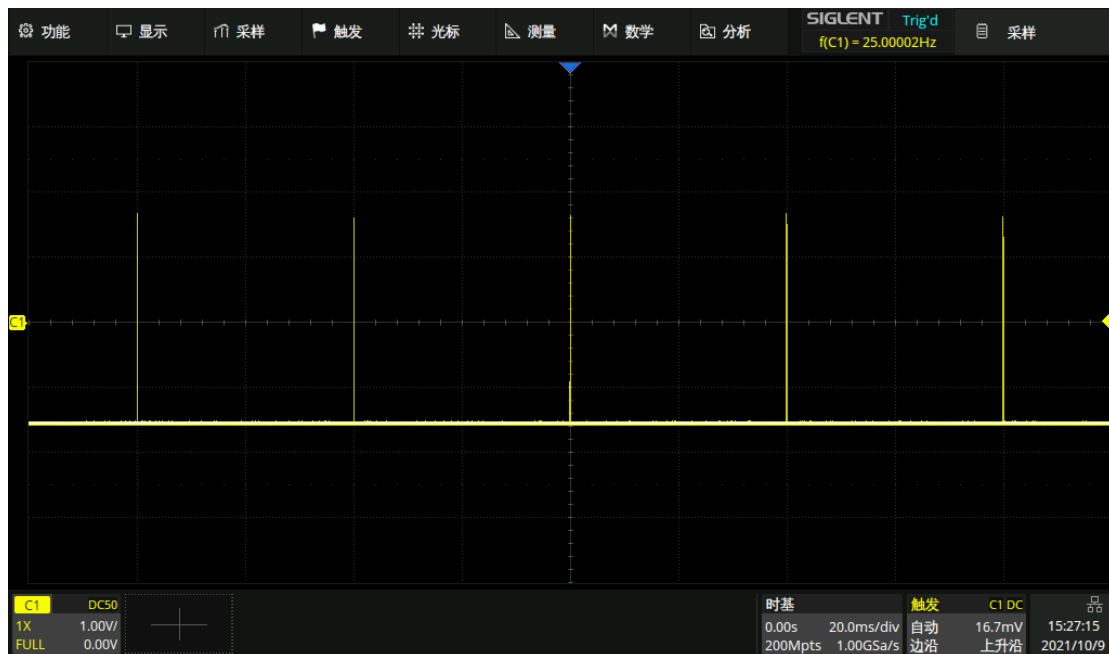 功能 显示 采样 触发 光标 测量 数学 分析 SIGLENT Trig'd 采样
f(C1) = 25.00002Hz
C1
C1 DC50 时基 触发 C1 DC
1X 1.00V/ 0.00s 20.0ms/div 自动 16.7mV 15:27:15
FULL 0.00V 200Mpts 1.00GSa/s 边沿 上升沿 2021/10/9